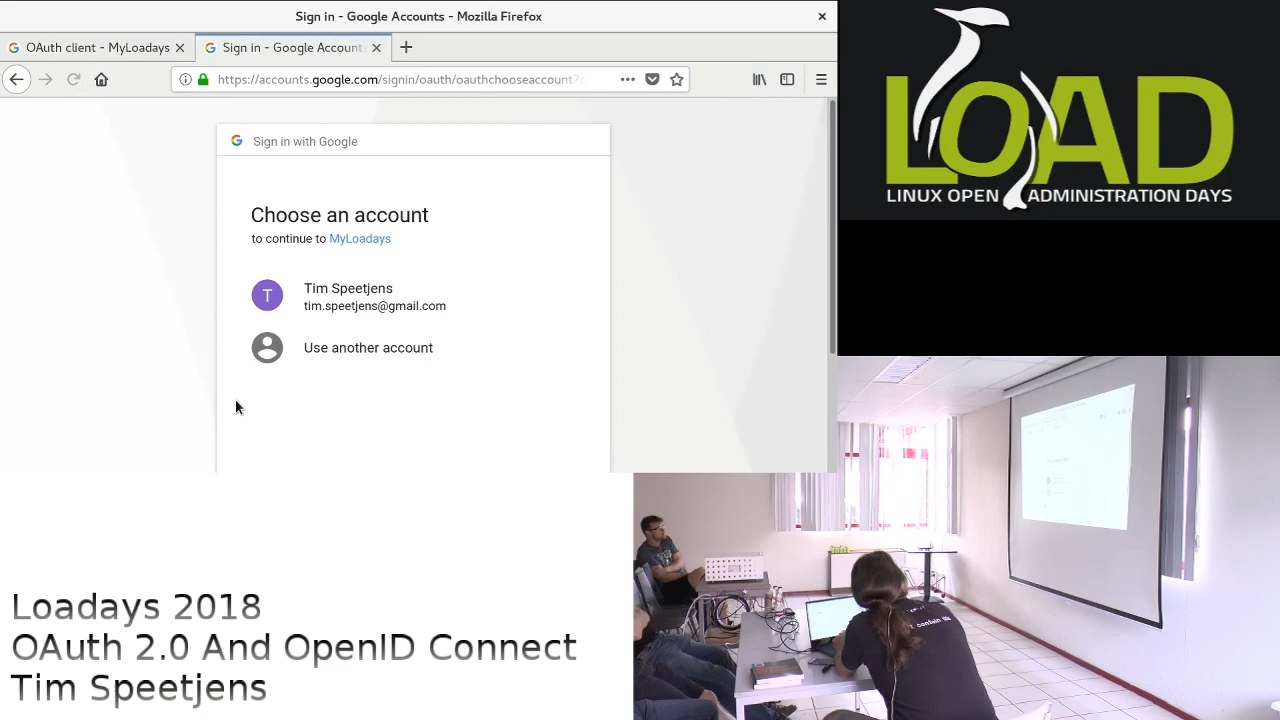 Sign in - Google Accounts - Mozilla Firefox
OAuth client - MyLoadays
Sign in - Google Account
https://accounts.google.com/signin/oauth/oauthchooseaccount?
Sign in with Google
Choose an account
to continue to MyLoadays
T
Tim Speetjens
tim.speetjens@gmail.com
Use another account
LOAD
LINUX OPEN ADMINISTRATION DAYS
contain
Loadays 2018
OAuth 2.0 And OpenID Connect
Tim Speetjens